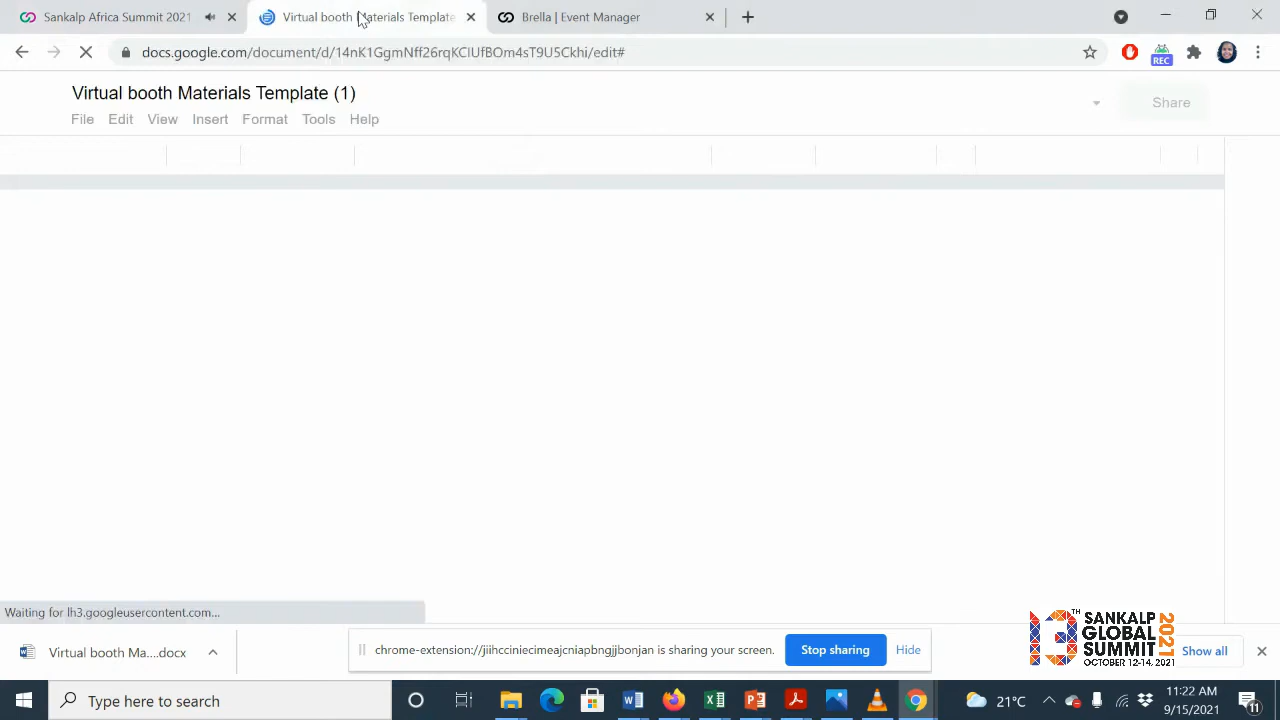 Sankalp Africa Summit 2021
Virtual booth Materials Template
Brella | Event Manager
docs.google.com/document/d/14nK1GgmNff26rqKCIUfBOm4sT9U5Ckhi/edit#
REC
Virtual booth Materials Template (1)
Share
File Edit View Insert Format Tools Help
Waiting for lh3.googleusercontent.com...
Virtual booth Ma....docx
chrome-extension://jiihcciniecimeajcniapbngjjbonjan is sharing your screen.
Stop sharing
Hide
13TH SANKALP GLOBAL SUMMIT 2021
OCTOBER 12-14, 2021
Show all
Type here to search
21°C
11:22 AM
9/15/2021
11